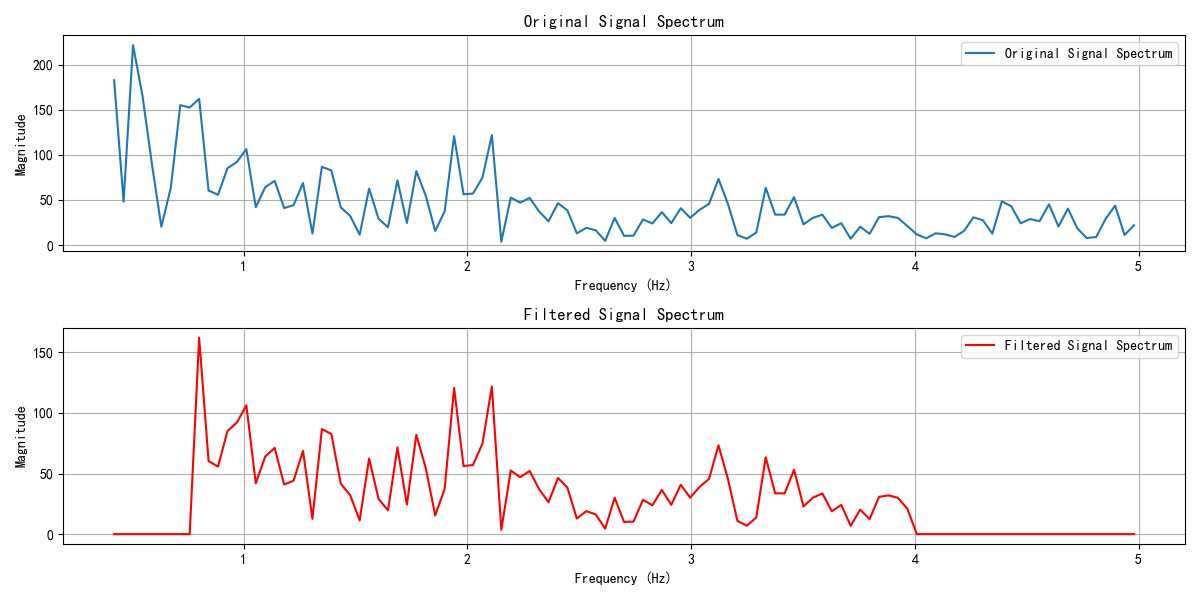 Original Signal Spectrum
Original Signal Spectrum
Magnitude
200
150
100
50
0
1 2 3 4 5
Frequency (Hz)
Filtered Signal Spectrum
Filtered Signal Spectrum
Magnitude
150
100
50
0
1 2 3 4 5
Frequency (Hz)